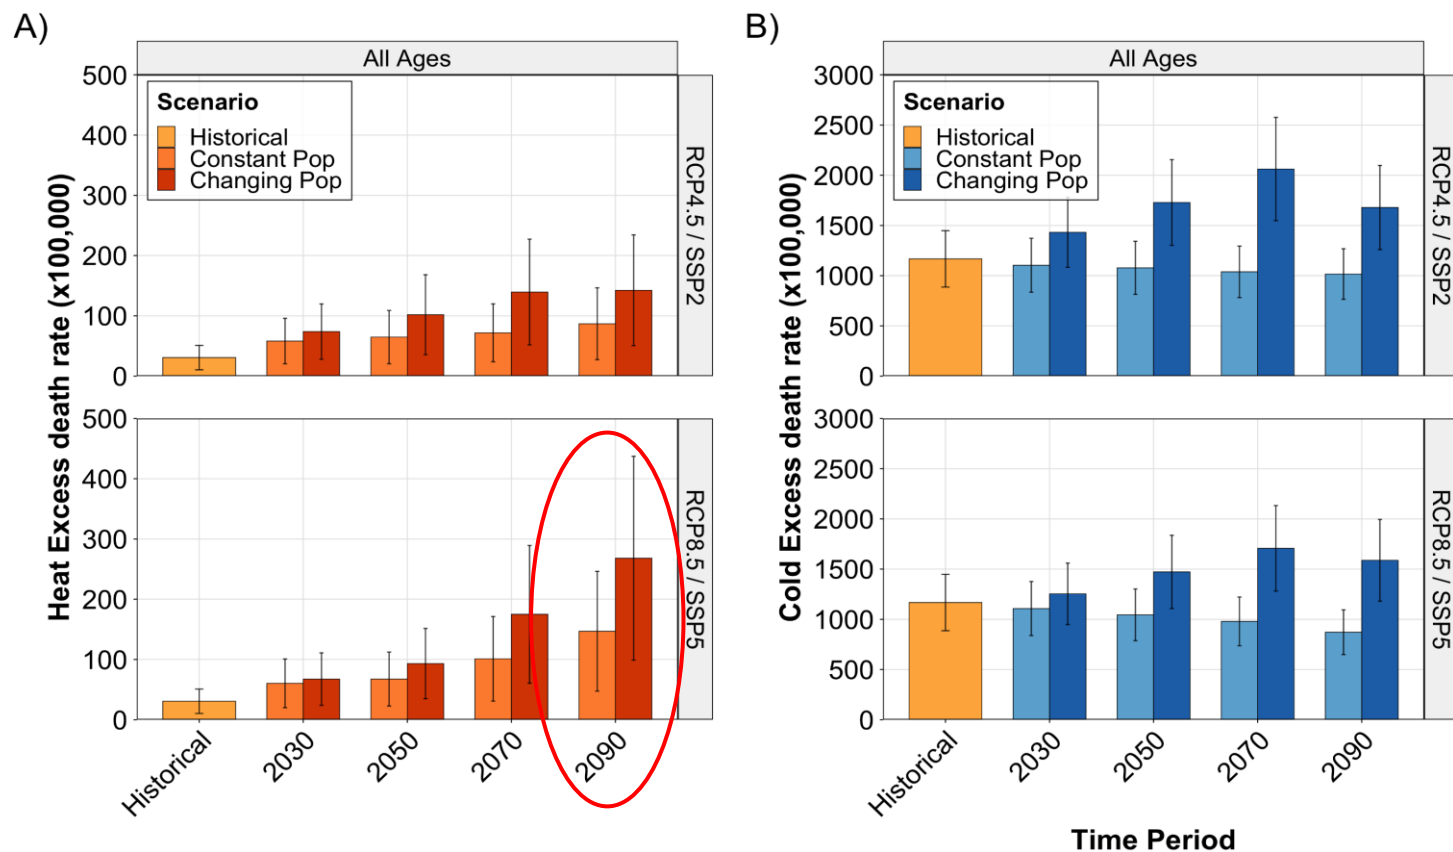 A)
All Ages
Heat Excess death rate (x100,000)
500
400
300
200
100
0
Scenario
Historical
Constant Pop
Changing Pop
RCP4.5 / SSP2
500
400
300
200
100
0
RCP8.5 / SSP5
Historical
2030
2050
2070
2090
B)
All Ages
Cold Excess death rate (x100,000)
3000
2500
2000
1500
1000
500
0
Scenario
Historical
Constant Pop
Changing Pop
RCP4.5 / SSP2
3000
2500
2000
1500
1000
500
0
RCP8.5 / SSP5
Historical
2030
2050
2070
2090
Time Period